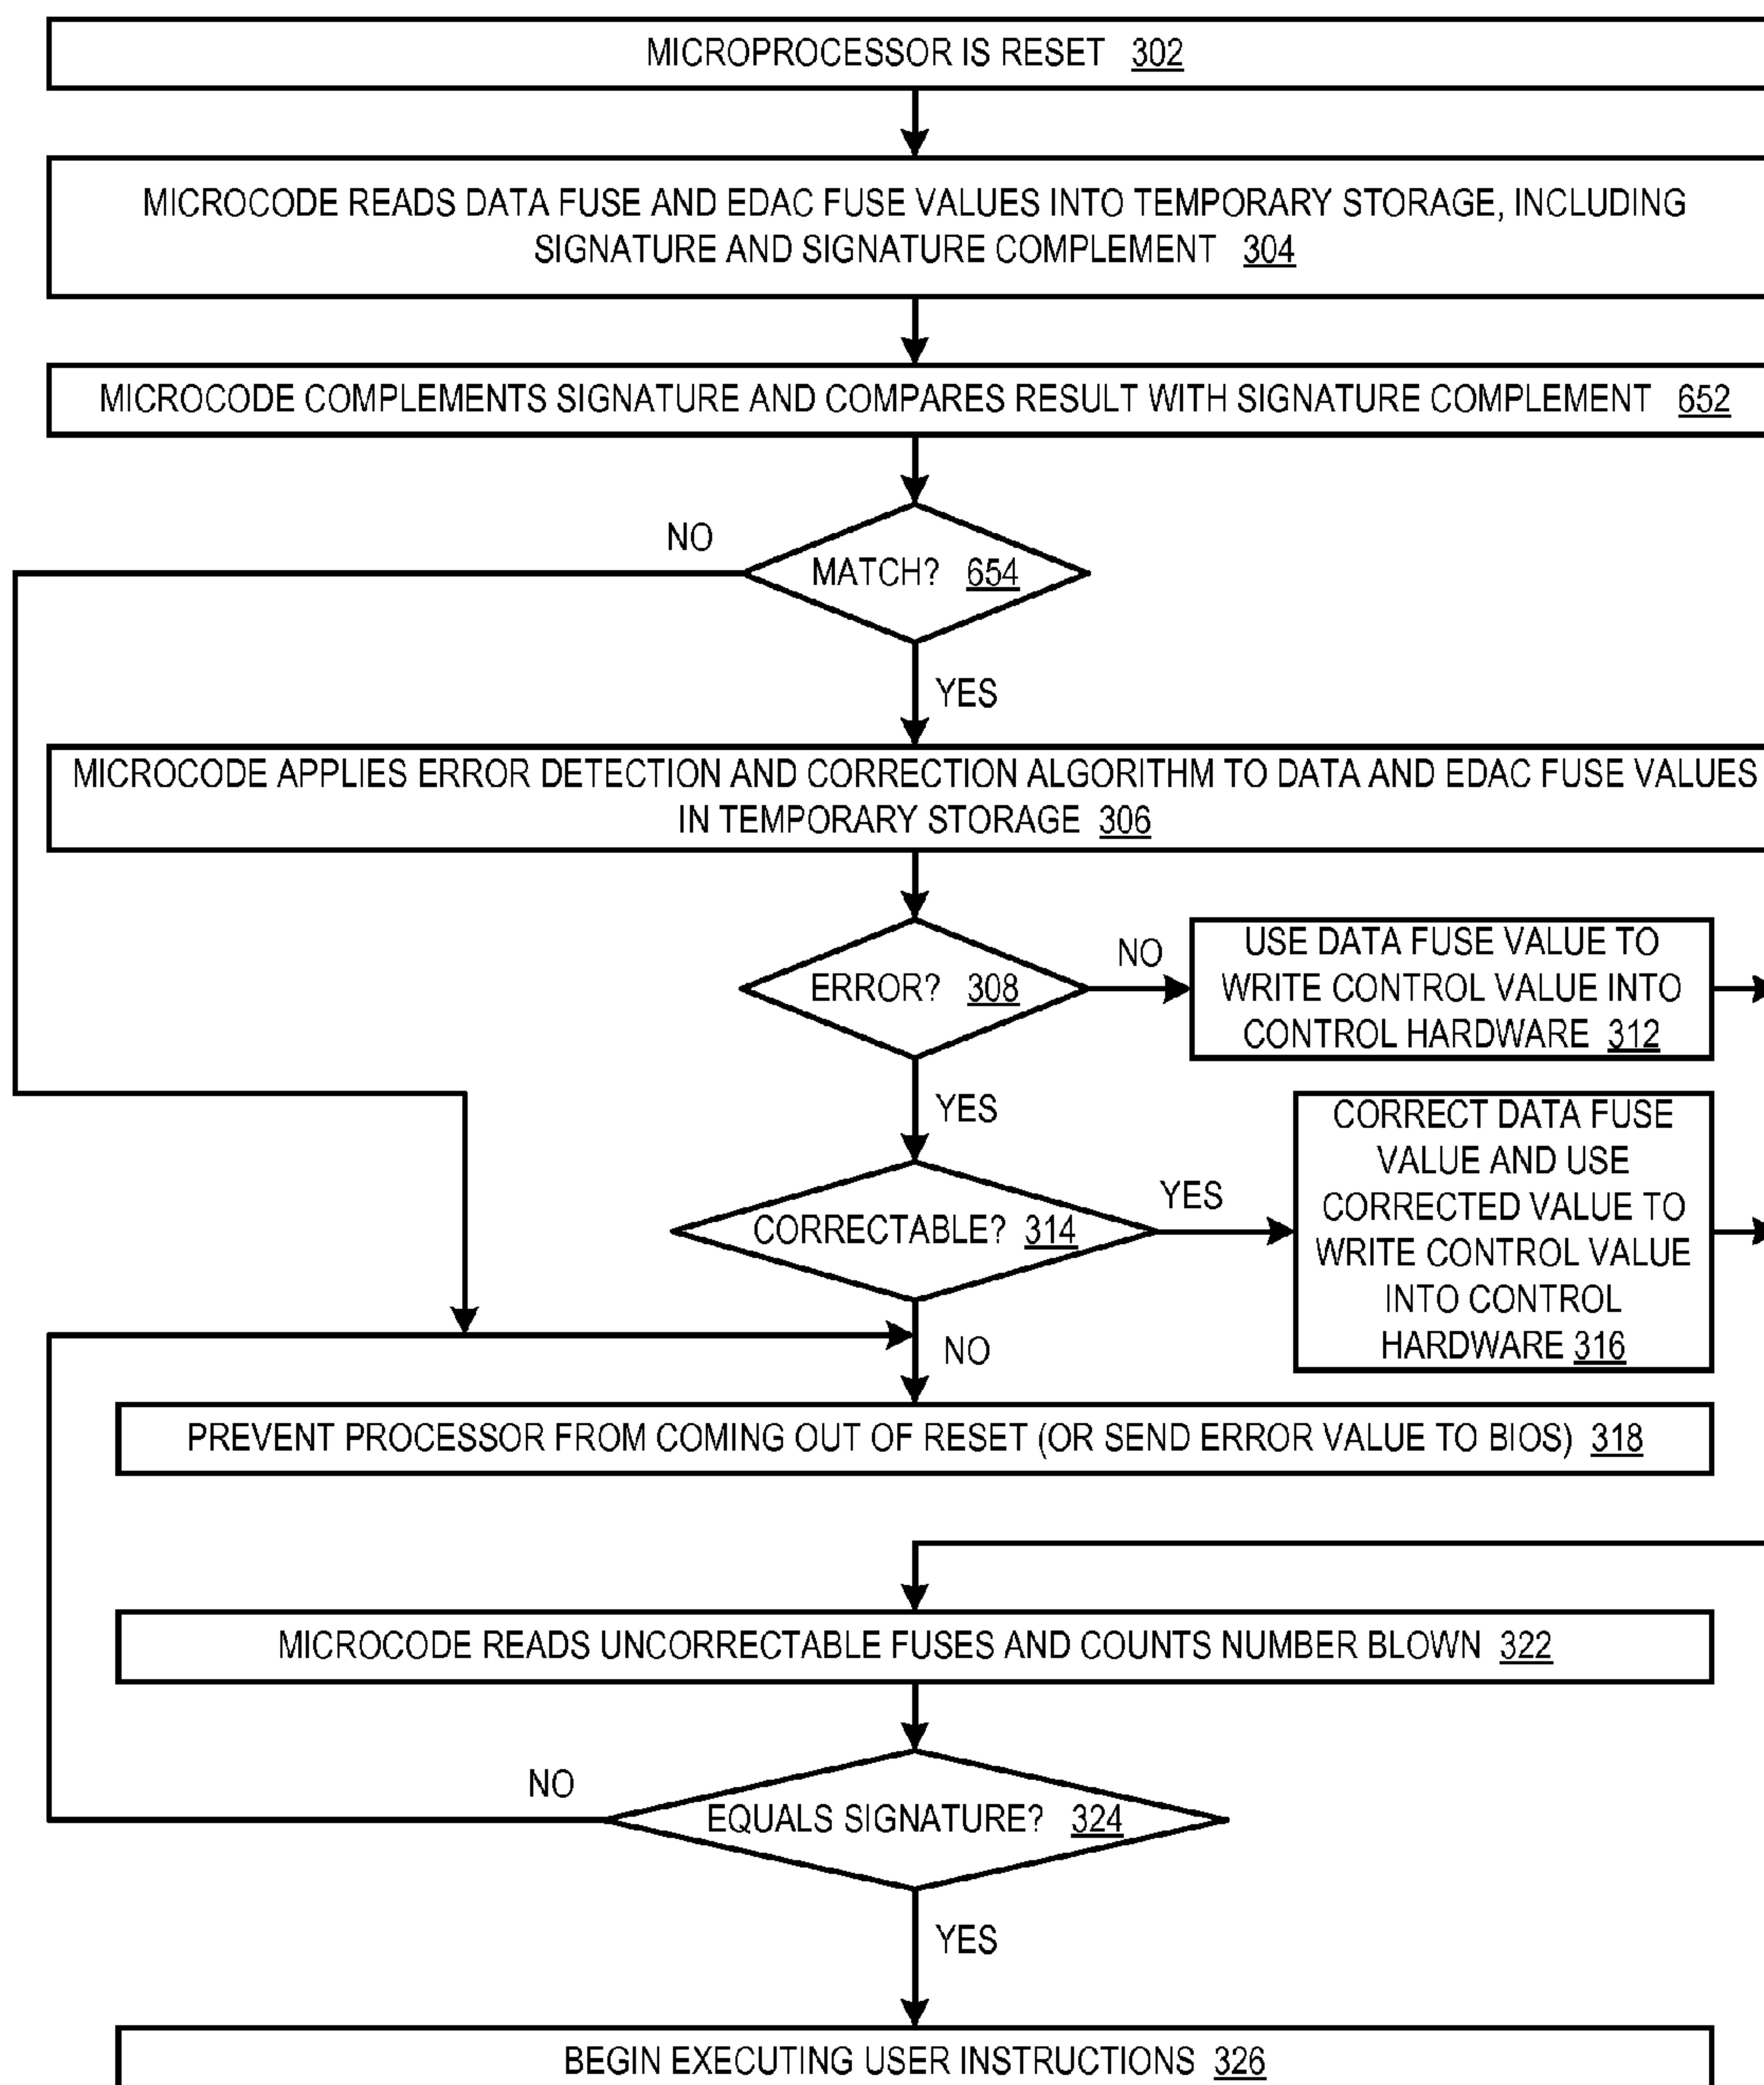 MICROPROCESSOR IS RESET 302
MICROCODE READS DATA FUSE AND EDAC FUSE VALUES INTO TEMPORARY STORAGE, INCLUDING
SIGNATURE AND SIGNATURE COMPLEMENT 304
MICROCODE COMPLEMENTS SIGNATURE AND COMPARES RESULT WITH SIGNATURE COMPLEMENT 652
NO
MATCH? 654
YES
MICROCODE APPLIES ERROR DETECTION AND CORRECTION ALGORITHM TO DATA AND EDAC FUSE VALUES
IN TEMPORARY STORAGE 306
ERROR? 308
NO
USE DATA FUSE VALUE TO
WRITE CONTROL VALUE INTO
CONTROL HARDWARE 312
YES
CORRECTABLE? 314
YES
CORRECT DATA FUSE
VALUE AND USE
CORRECTED VALUE TO
WRITE CONTROL VALUE
INTO CONTROL
HARDWARE 316
NO
PREVENT PROCESSOR FROM COMING OUT OF RESET (OR SEND ERROR VALUE TO BIOS) 318
MICROCODE READS UNCORRECTABLE FUSES AND COUNTS NUMBER BLOWN 322
NO
EQUALS SIGNATURE? 324
YES
BEGIN EXECUTING USER INSTRUCTIONS 326